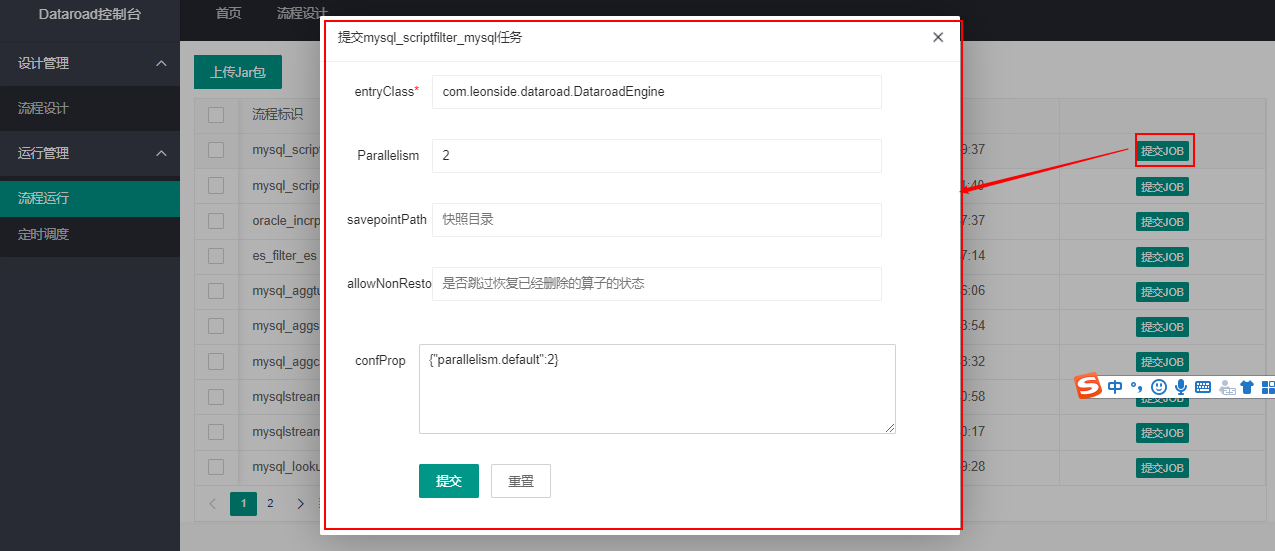 Dataroad控制台
首页
流程设计
设计管理
流程设计
运行管理
流程运行
定时调度
上传Jar包
流程标识
mysql_script
9:37
提交JOB
mysql_script
提交JOB
oracle_incrp
7:37
提交JOB
es_filter_es
7:14
提交JOB
mysql_aggtu
6:06
提交JOB
mysql_aggs
3:54
提交JOB
mysql_aggc
3:32
提交JOB
mysqlstream
0:58
提交JOB
mysqlstream
0:17
提交JOB
mysql_looku
9:28
提交JOB
1
2
提交mysql_scriptfilter_mysql任务
entryClass*
com.leonside.dataroad.DataroadEngine
Parallelism
2
savepointPath
快照目录
allowNonResto
是否跳过恢复已经删除的算子的状态
confProp
{"parallelism.default":2}
提交
重置
S
中